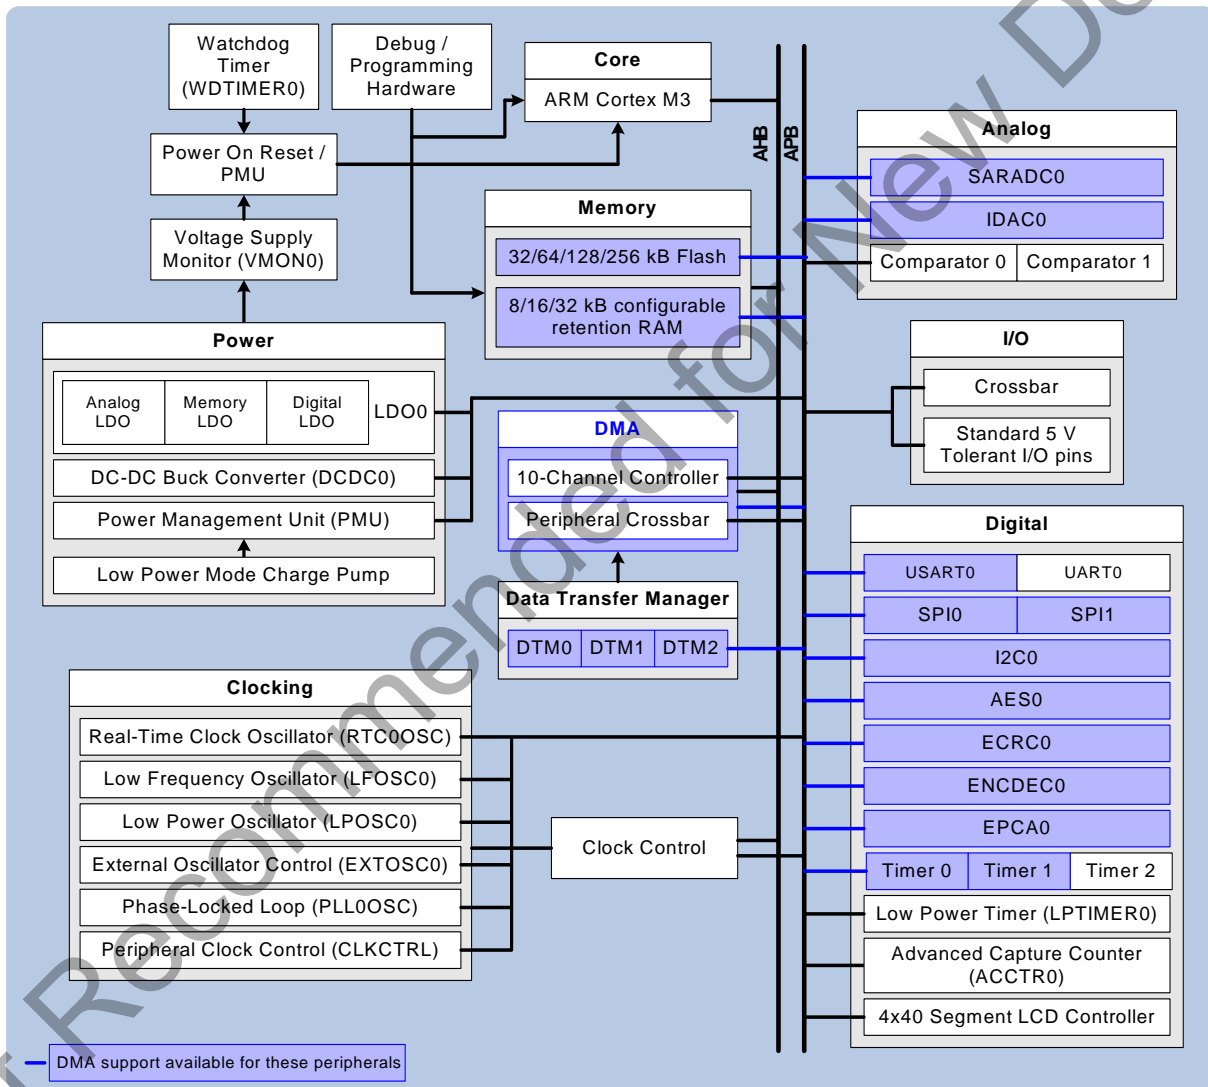 Watchdog
Timer
(WDTIMER0)
Debug /
Programming
Hardware
Core
ARM Cortex M3
Power On Reset /
PMU
Voltage Supply
Monitor (VMON0)
AHB
APB
Memory
32/64/128/256 kB Flash
8/16/32 kB configurable
retention RAM
Analog
SARADC0
IDAC0
Comparator 0
Comparator 1
Power
Analog
LDO
Memory
LDO
Digital
LDO
LDO0
DC-DC Buck Converter (DCDC0)
Power Management Unit (PMU)
Low Power Mode Charge Pump
I/O
Crossbar
Standard 5 V
Tolerant I/O pins
DMA
10-Channel Controller
Peripheral Crossbar
Data Transfer Manager
DTM0
DTM1
DTM2
Digital
USART0
UART0
SPI0
SPI1
I2C0
AES0
ECRC0
ENCDEC0
EPCA0
Timer 0
Timer 1
Timer 2
Low Power Timer (LPTIMER0)
Advanced Capture Counter
(ACCTR0)
4x40 Segment LCD Controller
Clocking
Real-Time Clock Oscillator (RTC0OSC)
Low Frequency Oscillator (LFOSC0)
Low Power Oscillator (LPOSC0)
External Oscillator Control (EXTOSC0)
Phase-Locked Loop (PLL0OSC)
Peripheral Clock Control (CLKCTRL)
Clock Control
DMA support available for these peripherals
Recommended for New